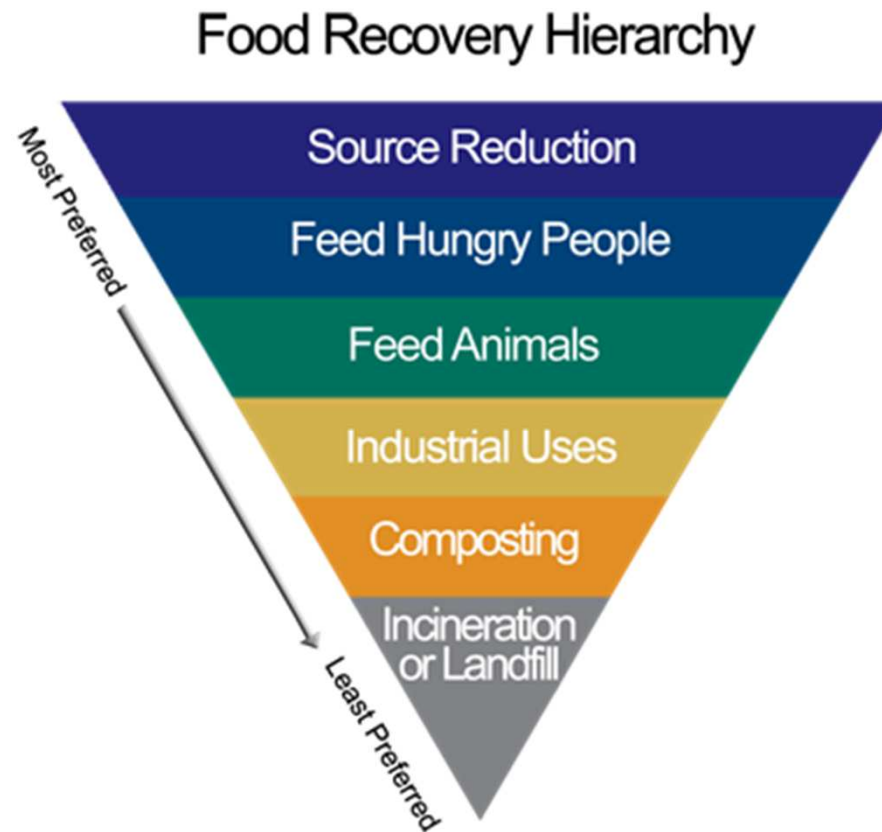 Food Recovery Hierarchy
Most Preferred
Source Reduction
Feed Hungry People
Feed Animals
Industrial Uses
Composting
Incineration
or Landfill
Least Preferred